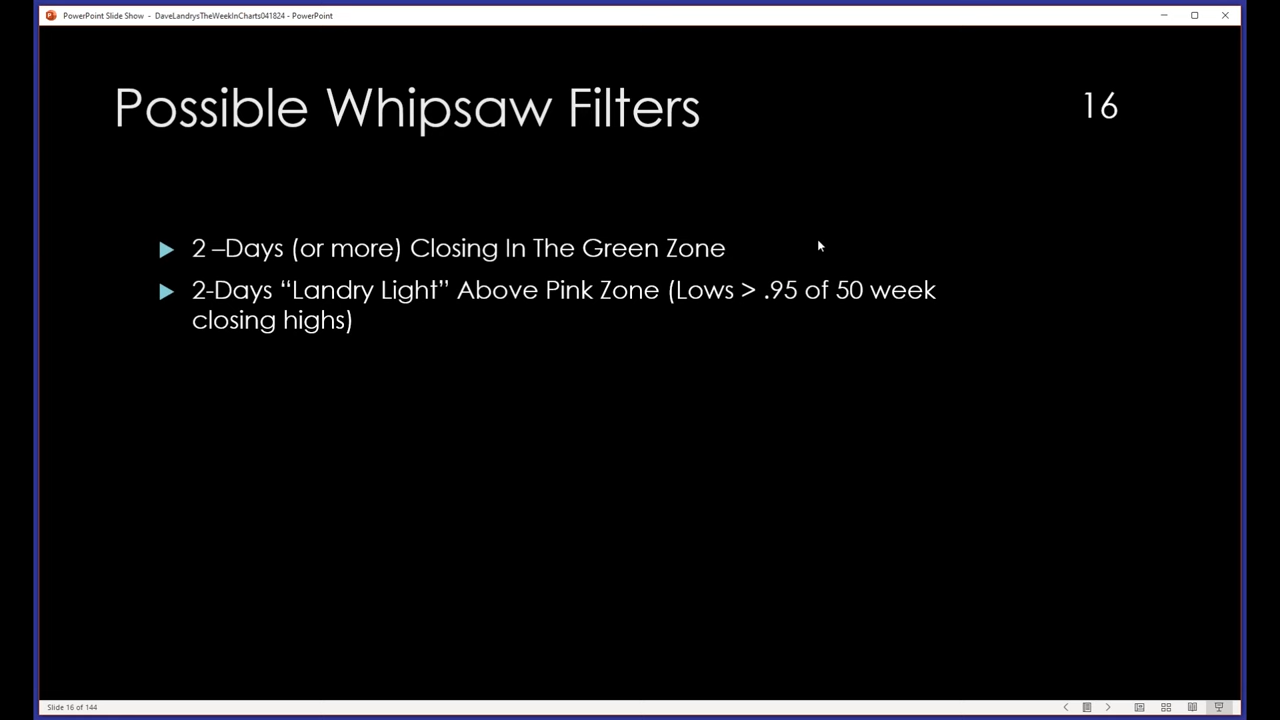 PowerPoint Slide Show - DaveLandrysTheWeekInCharts041824 - PowerPoint
Possible Whipsaw Filters
16
2 –Days (or more) Closing In The Green Zone
2-Days “Landry Light” Above Pink Zone (Lows > .95 of 50 week
closing highs)
Slide 16 of 144